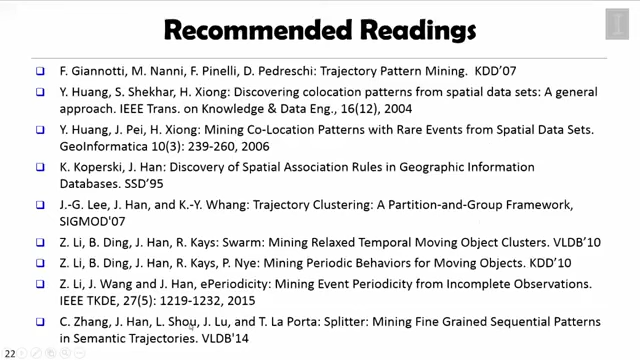 Recommended Readings
F. Giannotti, M. Nanni, F. Pinelli, D. Pedreschi: Trajectory Pattern Mining. KDD'07
Y. Huang, S. Shekhar, H. Xiong: Discovering colocation patterns from spatial data sets: A general
approach. IEEE Trans. on Knowledge & Data Eng., 16(12), 2004
Y. Huang, J. Pei, H. Xiong: Mining Co-Location Patterns with Rare Events from Spatial Data Sets.
GeoInformatica 10(3): 239-260, 2006
K. Koperski, J. Han: Discovery of Spatial Association Rules in Geographic Information
Databases. SSD'95
J.-G. Lee, J. Han, and K.-Y. Whang: Trajectory Clustering: A Partition-and-Group Framework,
SIGMOD'07
Z. Li, B. Ding, J. Han, R. Kays: Swarm: Mining Relaxed Temporal Moving Object Clusters. VLDB'10
Z. Li, B. Ding, J. Han, R. Kays, P. Nye: Mining Periodic Behaviors for Moving Objects. KDD'10
Z. Li, J. Wang and J. Han, ePeriodicity: Mining Event Periodicity from Incomplete Observations.
IEEE TKDE, 27(5): 1219-1232, 2015
C. Zhang, J. Han, L. Shou, J. Lu, and T. La Porta: Splitter: Mining Fine Grained Sequential Patterns
in Semantic Trajectories. VLDB'14
22